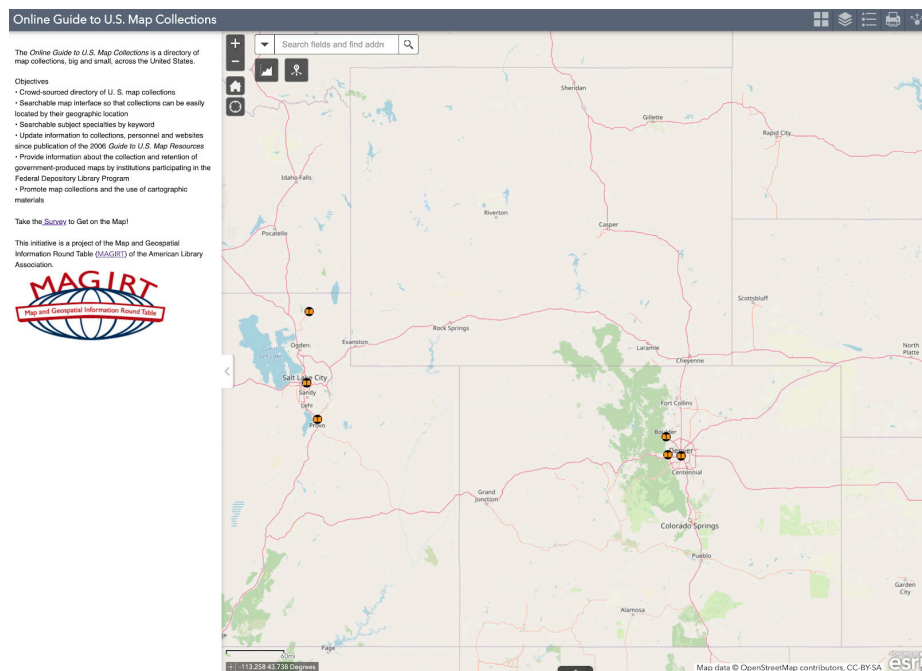 Online Guide to U.S. Map Collections
The Online Guide to U.S. Map Collections is a directory of
map collections, big and small, across the United States.
Objectives
• Crowd-sourced directory of U. S. map collections
• Searchable map interface so that collections can be easily
located by their geographic location
• Searchable subject specialties by keyword
• Update information to collections, personnel and websites
since publication of the 2006 Guide to U.S. Map Resources
• Provide information about the collection and retention of
government-produced maps by institutions participating in the
Federal Depository Library Program
• Promote map collections and the use of cartographic
materials
Take the Survey to Get on the Map!
This initiative is a project of the Map and Geospatial
Information Round Table (MAGIRT) of the American Library
Association.
MAGIRT
Map and Geospatial Information Round Table
+
−
Search fields and find addr
Sheridan
Gillette
Rapid City
Idaho Falls
Riverton
Casper
Pocatello
Scottsbluff
Rock Springs
Ogden
Evanston
Great
Salt Lake
Laramie
Cheyenne
North
Platte
Salt Lake City
Sandy
Lehi
Provo
Fort Collins
Boulder
Denver
Centennial
Grand
Junction
Colorado Springs
Pueblo
Garden
City
Alamosa
Page
60mi
-113.258 43.738 Degrees
Map data © OpenStreetMap contributors, CC-BY-SA
esri